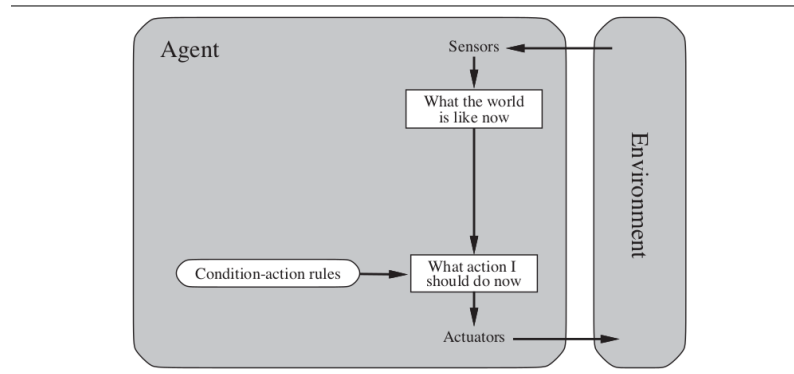 Agent
Sensors
What the world
is like now
Environment
Condition-action rules
What action I
should do now
Actuators